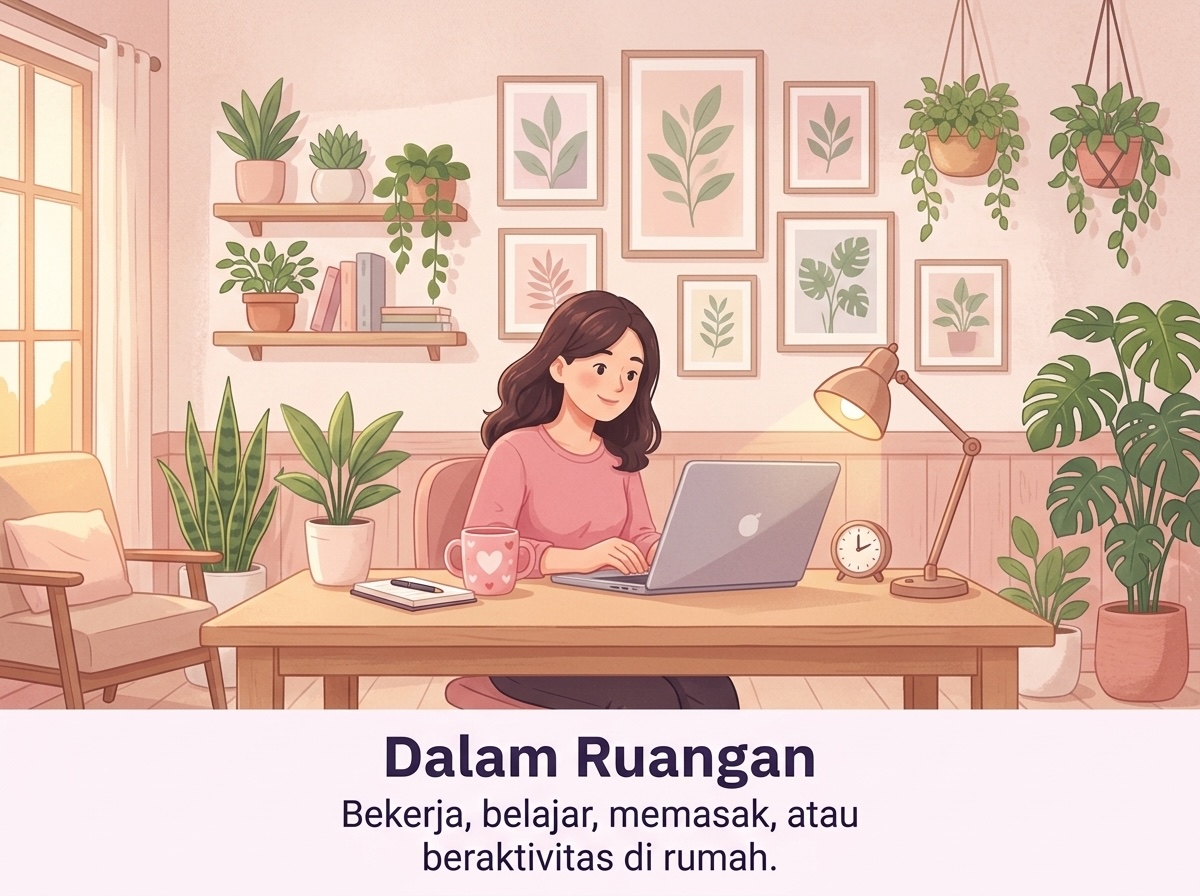 Dalam Ruangan
Bekerja, belajar, memasak, atau
beraktivitas di rumah.